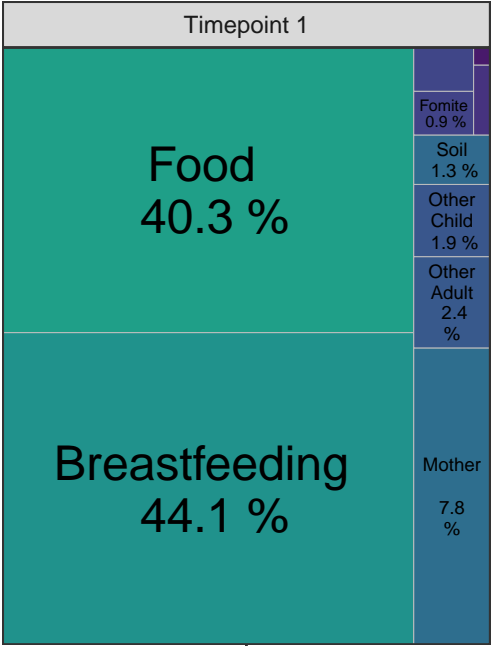 Timepoint 1
Food
40.3 %
Fomite
0.9 %
Soil
1.3 %
Other
Child
1.9 %
Other
Adult
2.4
%
Breastfeeding
44.1 %
Mother
7.8
%